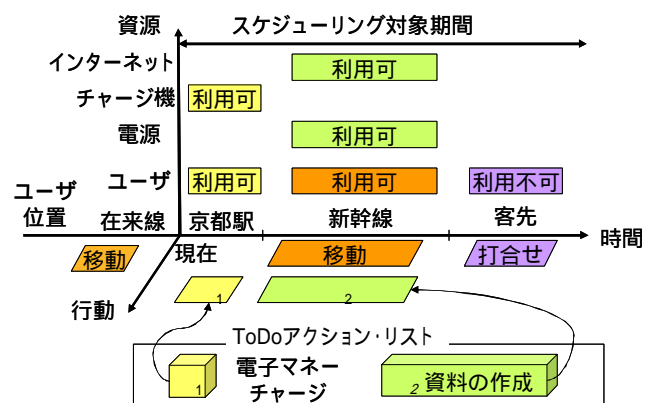 資源
スケジューリング対象期間
インターネット
利用可
チャージ機
利用可
電源
利用可
ユーザ
利用可
利用可
利用不可
ユーザ
位置
在来線
京都駅
新幹線
客先
時間
移動
現在
移動
打合せ
行動
1
2
ToDoアクション・リスト
1
電子マネー
チャージ
2 資料の作成